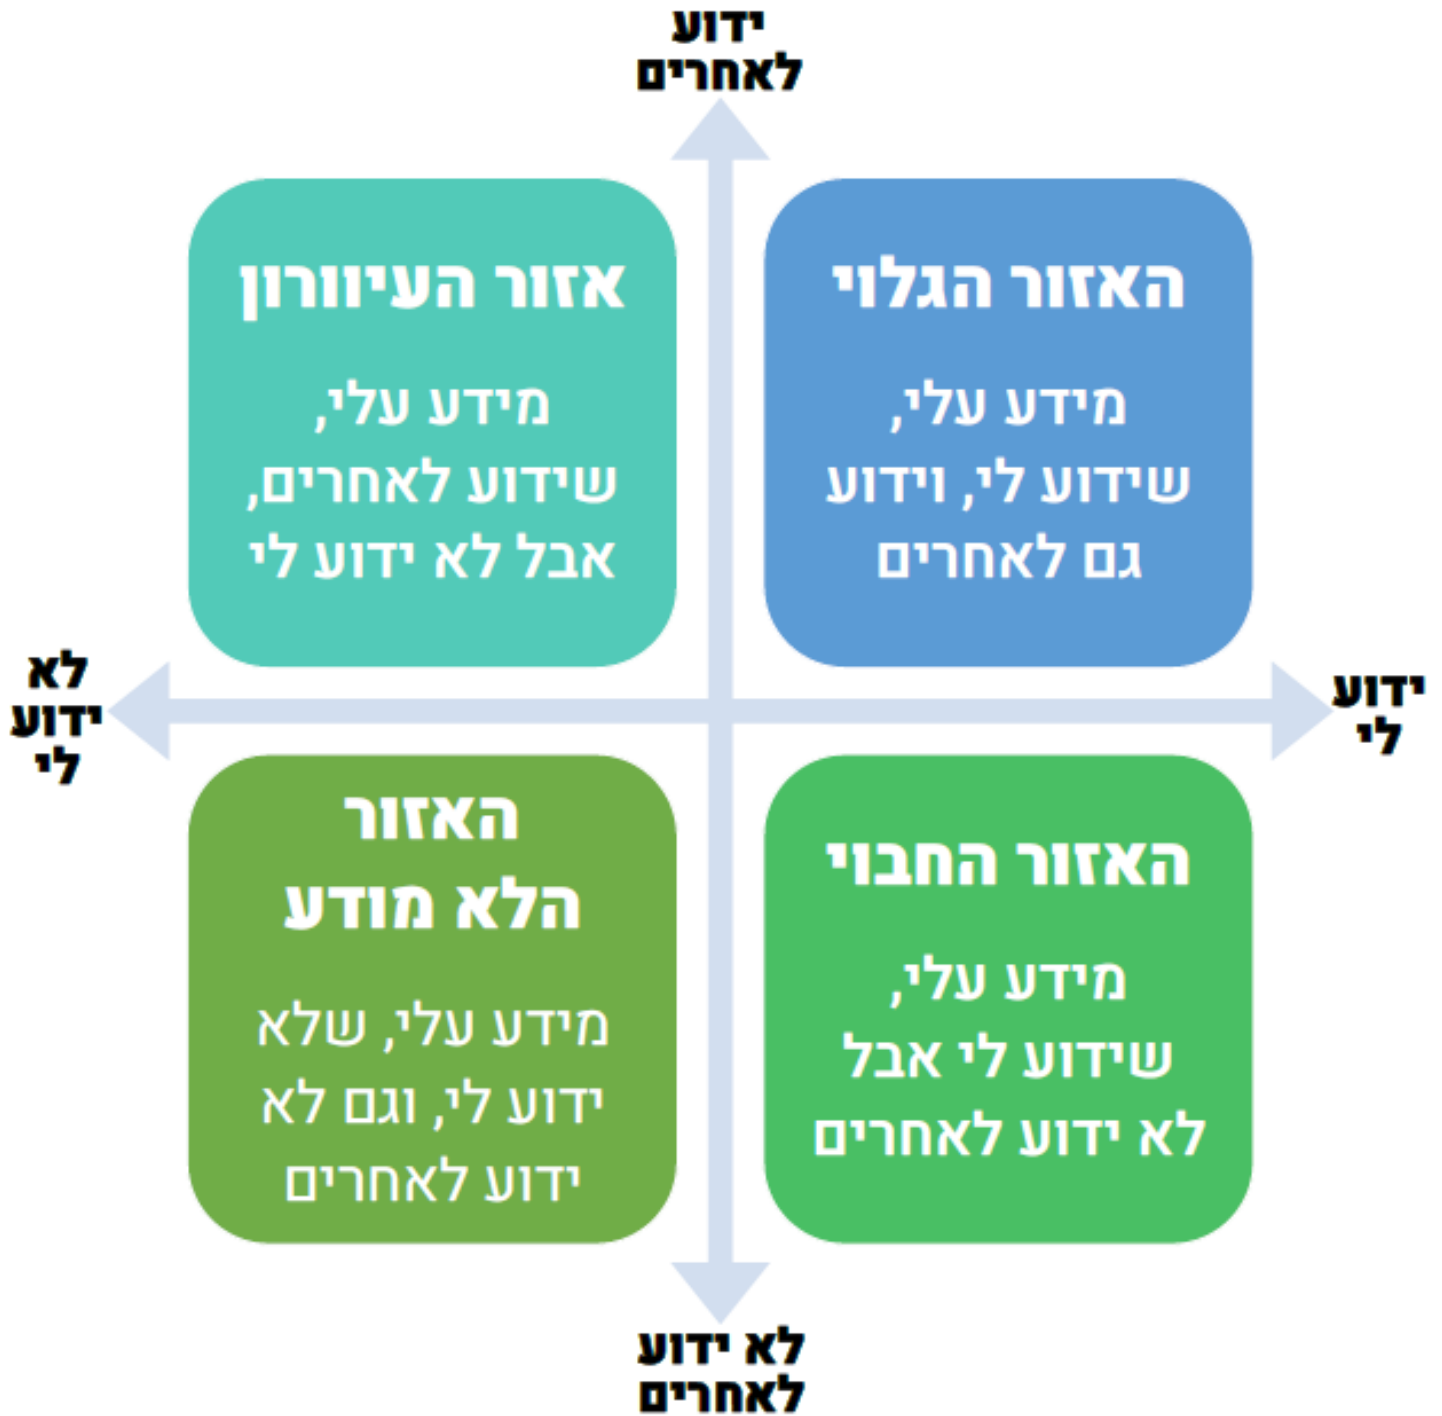 ידוע
לאחרים
האזור הגלוי
מידע עלי,
שידוע לי, וידוע
גם לאחרים
אזור העיוורון
מידע עלי,
שידוע לאחרים,
אבל לא ידוע לי
ידוע
לי
לא
ידוע
לי
האזור החבוי
מידע עלי,
שידוע לי אבל
לא ידוע לאחרים
האזור
הלא מודע
מידע עלי, שלא
ידוע לי, וגם לא
ידוע לאחרים
לא ידוע
לאחרים